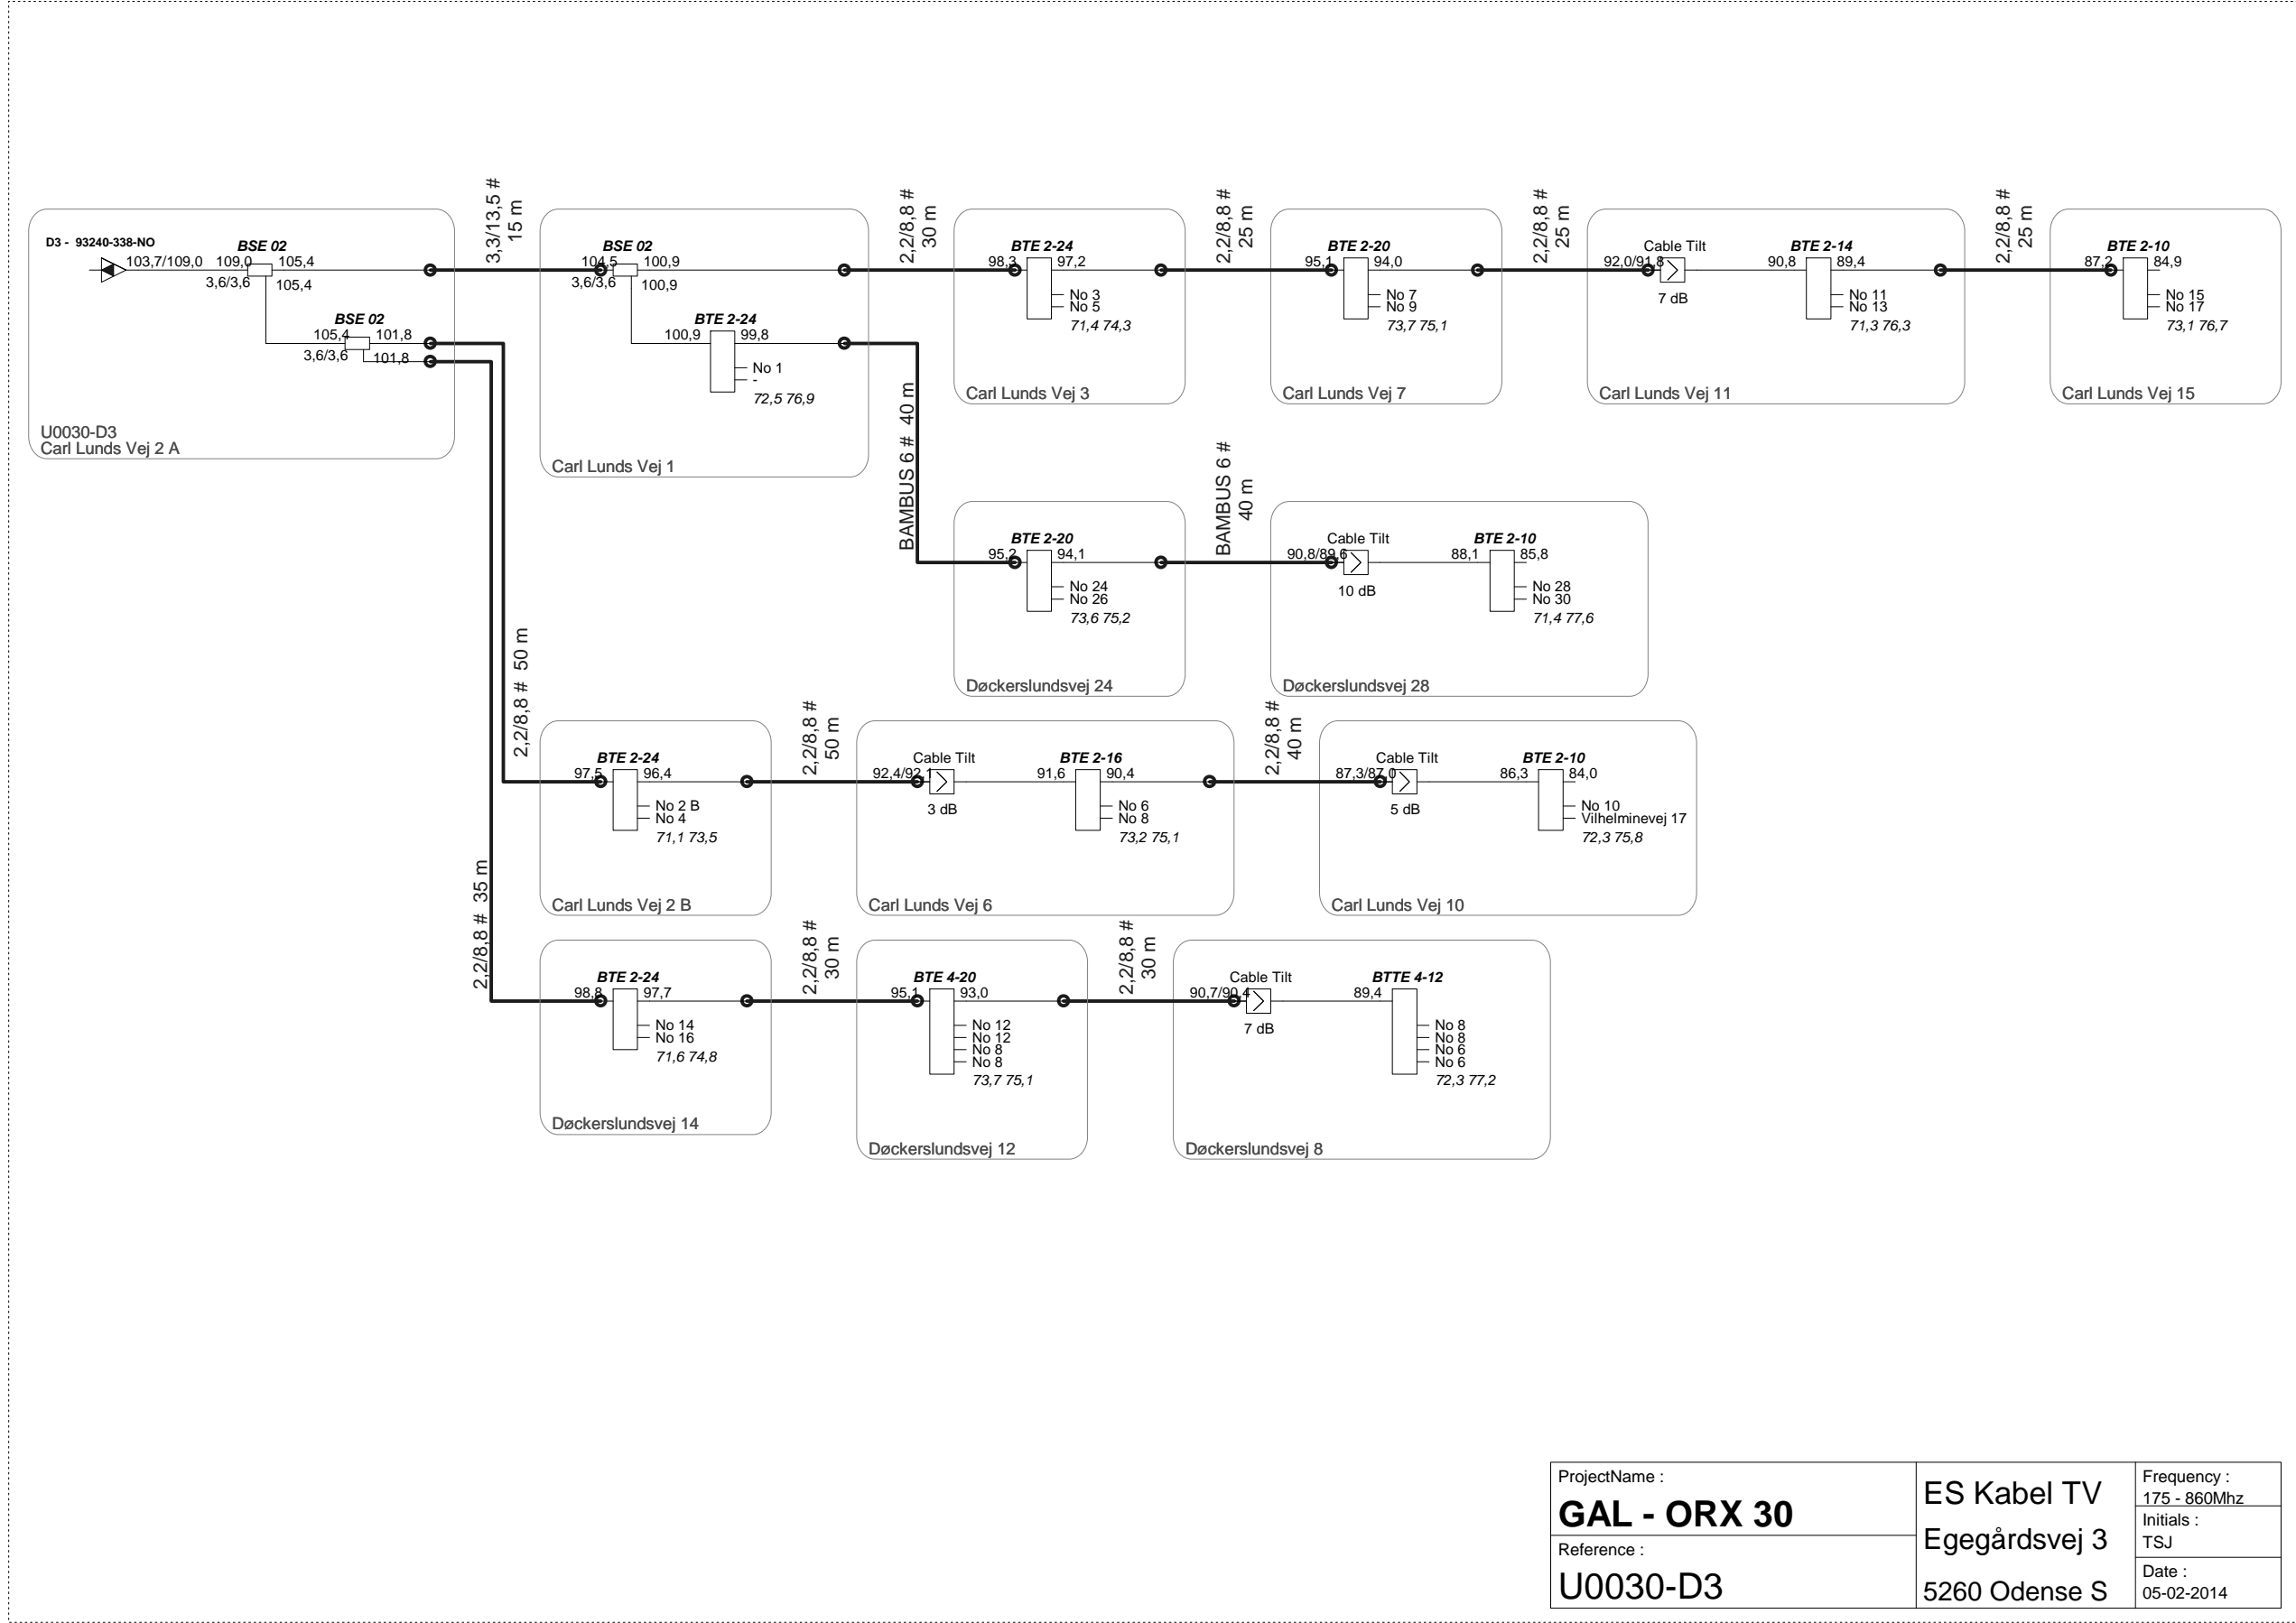 D3 - 93240-338-NO
103,7/109,0
BSE 02
109,0
105,4
3,6/3,6
105,4
BSE 02
105,4
101,8
3,6/3,6
101,8
U0030-D3
Carl Lunds Vej 2 A
3,3/13,5 #
15 m
BSE 02
104,5
100,9
3,6/3,6
100,9
BTE 2-24
100,9
99,8
No 1
-
72,5 76,9
Carl Lunds Vej 1
2,2/8,8 #
30 m
BTE 2-24
98,3
97,2
No 3
No 5
71,4 74,3
Carl Lunds Vej 3
2,2/8,8 #
25 m
BTE 2-20
95,1
94,0
No 7
No 9
73,7 75,1
Carl Lunds Vej 7
2,2/8,8 #
25 m
Cable Tilt
92,0/91,8
7 dB
BTE 2-14
90,8
89,4
No 11
No 13
71,3 76,3
Carl Lunds Vej 11
2,2/8,8 #
25 m
BTE 2-10
87,2
84,9
No 15
No 17
73,1 76,7
Carl Lunds Vej 15
BAMBUS 6 # 40 m
BTE 2-20
95,2
94,1
No 24
No 26
73,6 75,2
Døckerslundsvej 24
BAMBUS 6 #
40 m
Cable Tilt
90,8/89,6
10 dB
BTE 2-10
88,1
85,8
No 28
No 30
71,4 77,6
Døckerslundsvej 28
2,2/8,8 # 50 m
BTE 2-24
97,5
96,4
No 2 B
No 4
71,1 73,5
Carl Lunds Vej 2 B
2,2/8,8 #
50 m
Cable Tilt
92,4/92,1
3 dB
BTE 2-16
91,6
90,4
No 6
No 8
73,2 75,1
Carl Lunds Vej 6
2,2/8,8 #
40 m
Cable Tilt
87,3/87,0
5 dB
BTE 2-10
86,3
84,0
No 10
Vilhelminevej 17
72,3 75,8
Carl Lunds Vej 10
2,2/8,8 # 35 m
BTE 2-24
98,8
97,7
No 14
No 16
71,6 74,8
Døckerslundsvej 14
2,2/8,8 #
30 m
BTE 4-20
95,1
93,0
No 12
No 12
No 8
No 8
73,7 75,1
Døckerslundsvej 12
2,2/8,8 #
30 m
Cable Tilt
90,7/90,4
7 dB
BTTE 4-12
89,4
No 8
No 8
No 6
No 6
72,3 77,2
Døckerslundsvej 8
ProjectName :
GAL - ORX 30
Reference :
U0030-D3
ES Kabel TV
Egegårdsvej 3
5260 Odense S
Frequency :
175 - 860Mhz
Initials :
TSJ
Date :
05-02-2014